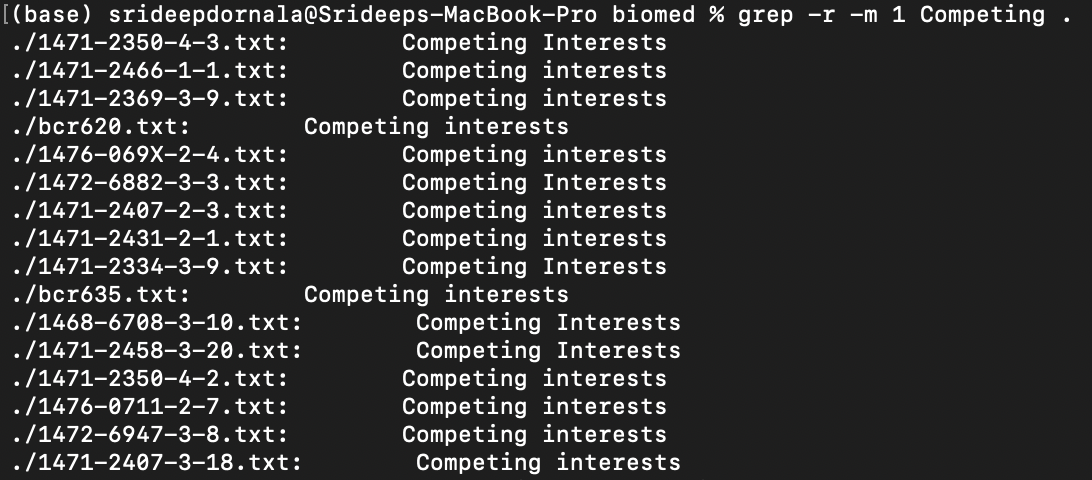 [(base) srideepdornala@Srideeps-MacBook-Pro biomed % grep -r -m 1 Competing .
./1471-2350-4-3.txt:        Competing Interests
./1471-2466-1-1.txt:        Competing interests
./1471-2369-3-9.txt:        Competing interests
./bcr620.txt:        Competing interests
./1476-069X-2-4.txt:        Competing interests
./1472-6882-3-3.txt:        Competing Interests
./1471-2407-2-3.txt:        Competing interests
./1471-2431-2-1.txt:        Competing interests
./1471-2334-3-9.txt:        Competing Interests
./bcr635.txt:        Competing interests
./1468-6708-3-10.txt:        Competing Interests
./1471-2458-3-20.txt:        Competing Interests
./1471-2350-4-2.txt:        Competing interests
./1476-0711-2-7.txt:        Competing interests
./1472-6947-3-8.txt:        Competing interests
./1471-2407-3-18.txt:        Competing interests